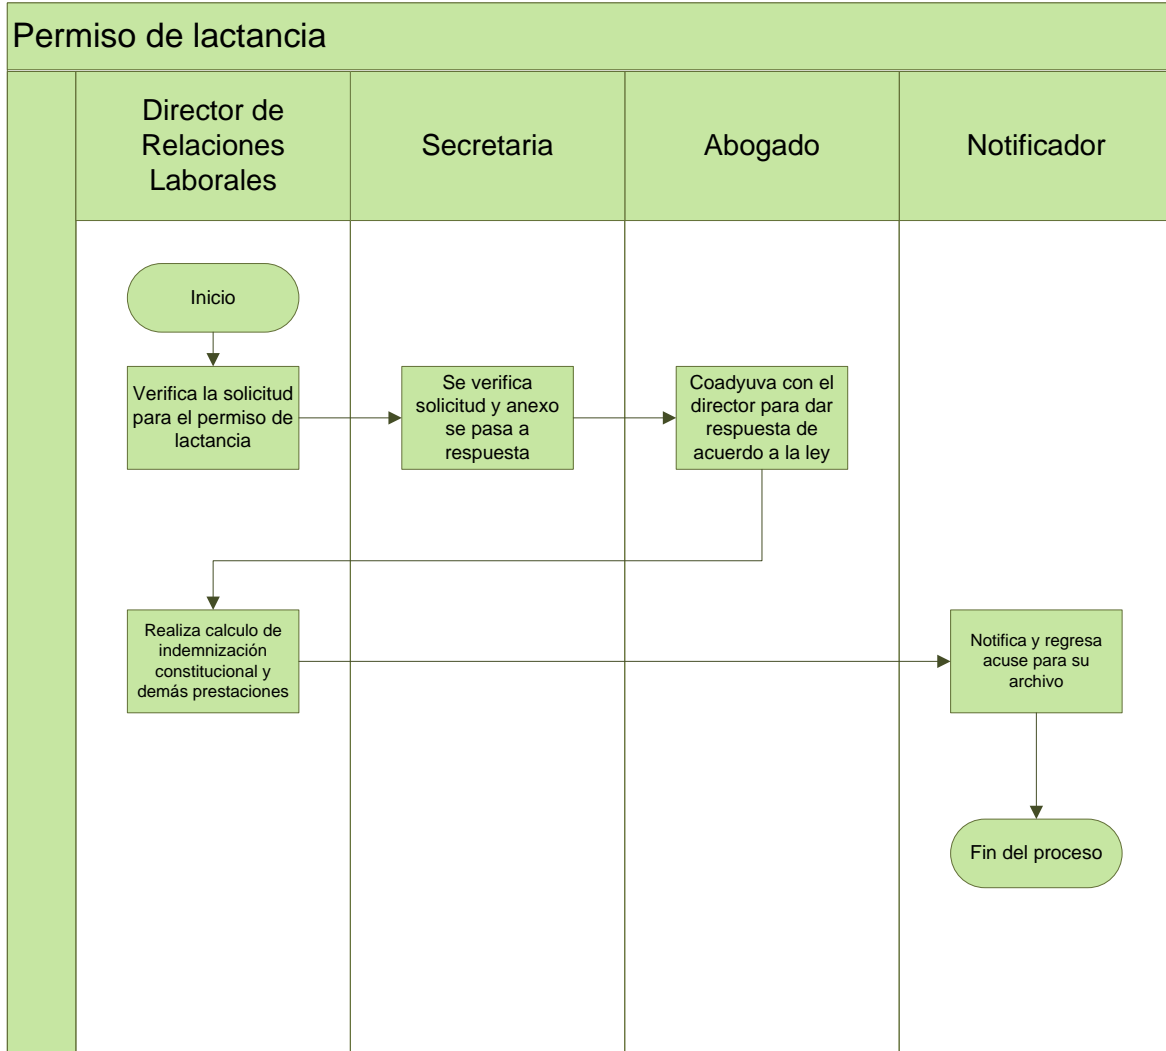 Permiso de lactancia
Director de
Relaciones
Laborales
Secretaria
Abogado
Notificador
Inicio
Verifica la solicitud
para el permiso de
lactancia
Se verifica
solicitud y anexo
se pasa a
respuesta
Coadyuva con el
director para dar
respuesta de
acuerdo a la ley
Realiza calculo de
indemnización
constitucional y
demás prestaciones
Notifica y regresa
acuse para su
archivo
Fin del proceso